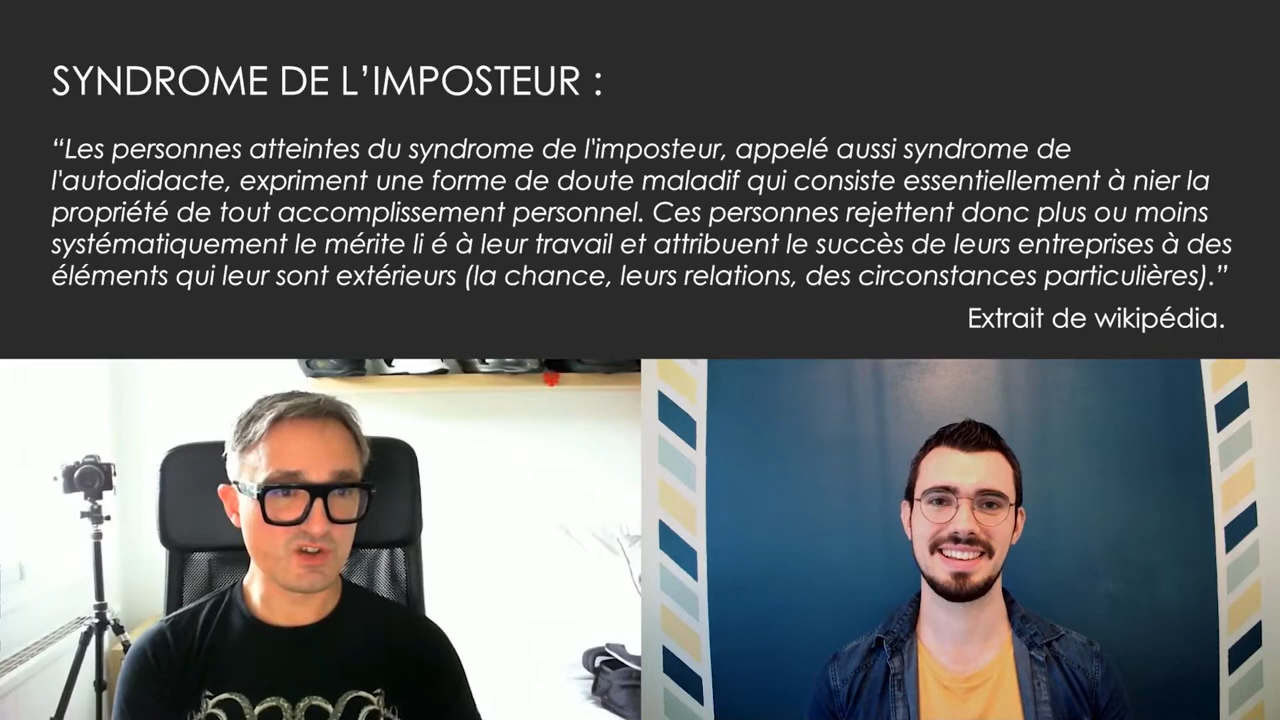 SYNDROME DE L’IMPOSTEUR :
“Les personnes atteintes du syndrome de l'imposteur, appelé aussi syndrome de
l'autodidacte, expriment une forme de doute maladif qui consiste essentiellement à nier la
propriété de tout accomplissement personnel. Ces personnes rejettent donc plus ou moins
systématiquement le mérite li é à leur travail et attribuent le succès de leurs entreprises à des
éléments qui leur sont extérieurs (la chance, leurs relations, des circonstances particulières).”
Extrait de wikipédia.